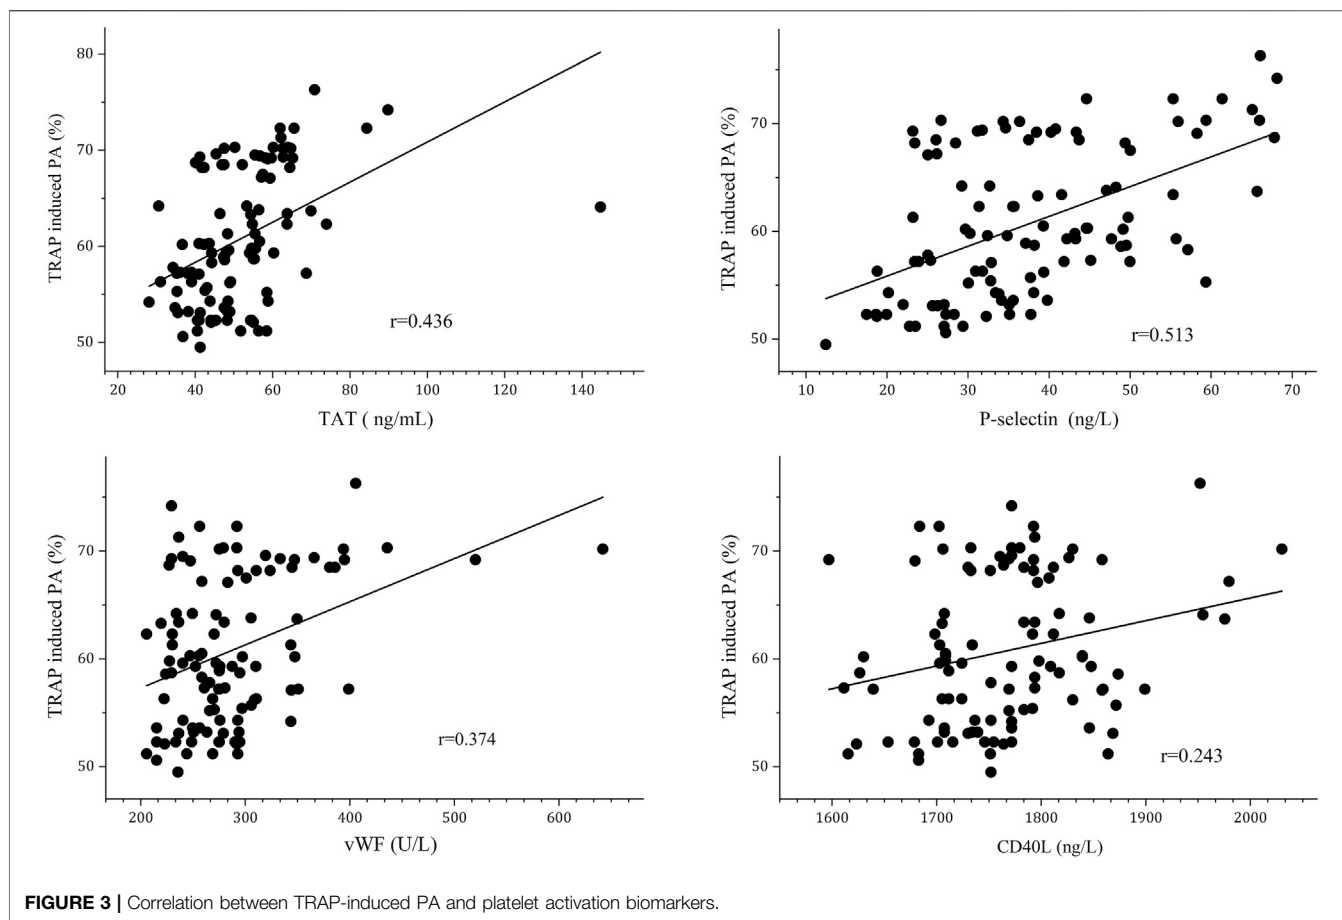 80
70
60
50
TRAP induced PA (%)
r=0.436
20 40 60 80 100 120 140
TAT ( ng/mL)
70
60
50
TRAP induced PA (%)
r=0.513
10 20 30 40 50 60 70
P-selectin (ng/L)
70
60
50
TRAP induced PA (%)
r=0.374
200 300 400 500 600
vWF (U/L)
70
60
50
TRAP induced PA (%)
r=0.243
1600 1700 1800 1900 2000
CD40L (ng/L)
FIGURE 3 | Correlation between TRAP-induced PA and platelet activation biomarkers.